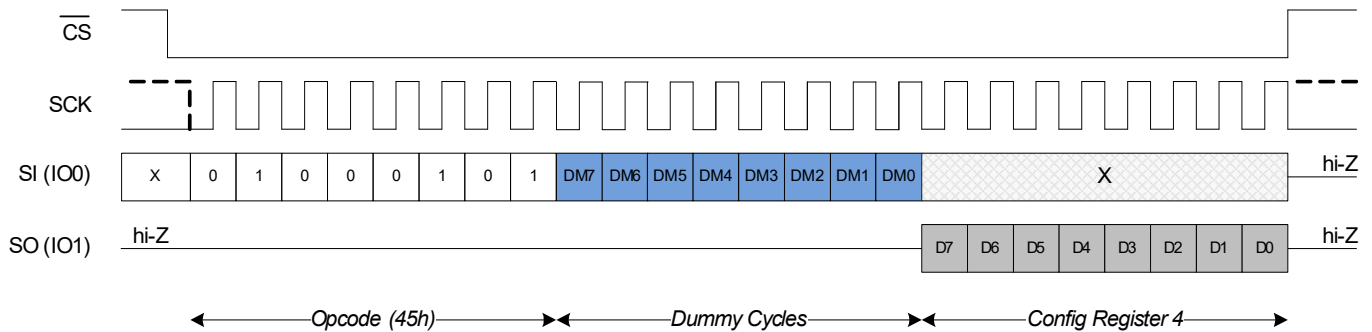 CS
SCK
SI (IO0) X 0 1 0 0 0 1 0 1 DM7 DM6 DM5 DM4 DM3 DM2 DM1 DM0 X hi-Z
SO (IO1) hi-Z D7 D6 D5 D4 D3 D2 D1 D0 hi-Z
Opcode (45h) Dummy Cycles Config Register 4